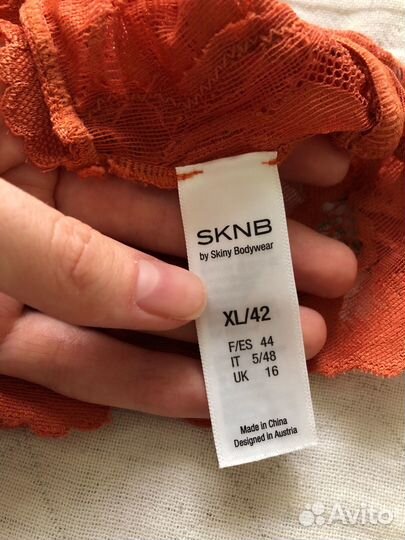 SKNB
by Skiny Bodywear
XL/42
F/ES 44
IT 5/48
UK 16
Made in China
Designed in Austria
Avito